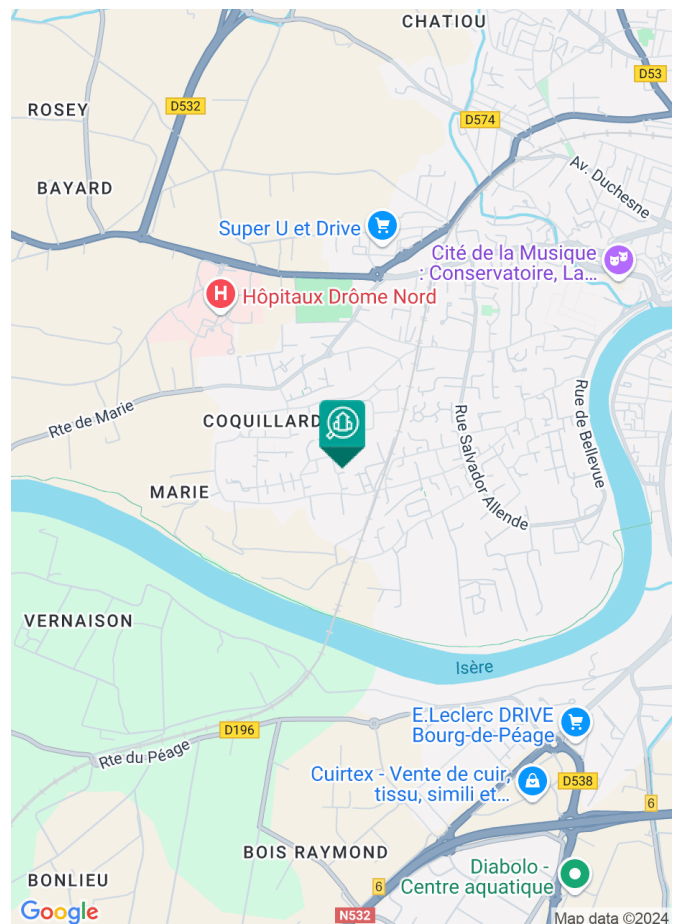 CHATIOU
D53
ROSEY
D532
D574
Av. Duchesne
BAYARD
Super U et Drive
Cité de la Musique
: Conservatoire, La...
H
Hôpitaux Drôme Nord
Rue de Bellevue
Rte de Marie
COQUILLARD
Rue Salvador Allende
MARIE
VERNAISON
Isère
E.Leclerc DRIVE
Bourg-de-Péage
D196
Rte du Péage
Cuirtex - Vente de cuir,
tissu, simili et...
D538
6
BOIS RAYMOND
Diabolo -
Centre aquatique
BONLIEU
6
Google
N532
Map data ©2024